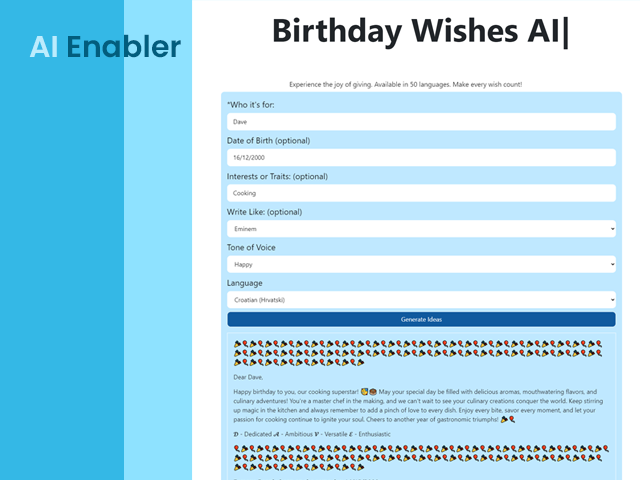 AI Enabler
Birthday Wishes AI|
Experience the joy of giving. Available in 50 languages. Make every wish count!
*Who it's for:
Dave
Date of Birth (optional)
16/12/2000
Interests or Traits: (optional)
Cooking
Write Like: (optional)
Eminem
Tone of Voice
Happy
Language
Croatian (Hrvatski)
Generate Ideas
Dear Dave,
Happy birthday to you, our cooking superstar! 🥳🎂 May your special day be filled with delicious aromas, mouthwatering flavors, and
culinary adventures! You're a master chef in the making, and we can't wait to see your culinary creations conquer the world. Keep stirring
up magic in the kitchen and always remember to add a pinch of love to every dish. Enjoy every bite, savor every moment, and let your
passion for cooking continue to ignite your soul. Cheers to another year of gastronomic triumphs! 🎉🎈
𝓓 - Dedicated 𝓐 - Ambitious 𝓥 - Versatile 𝓔 - Enthusiastic